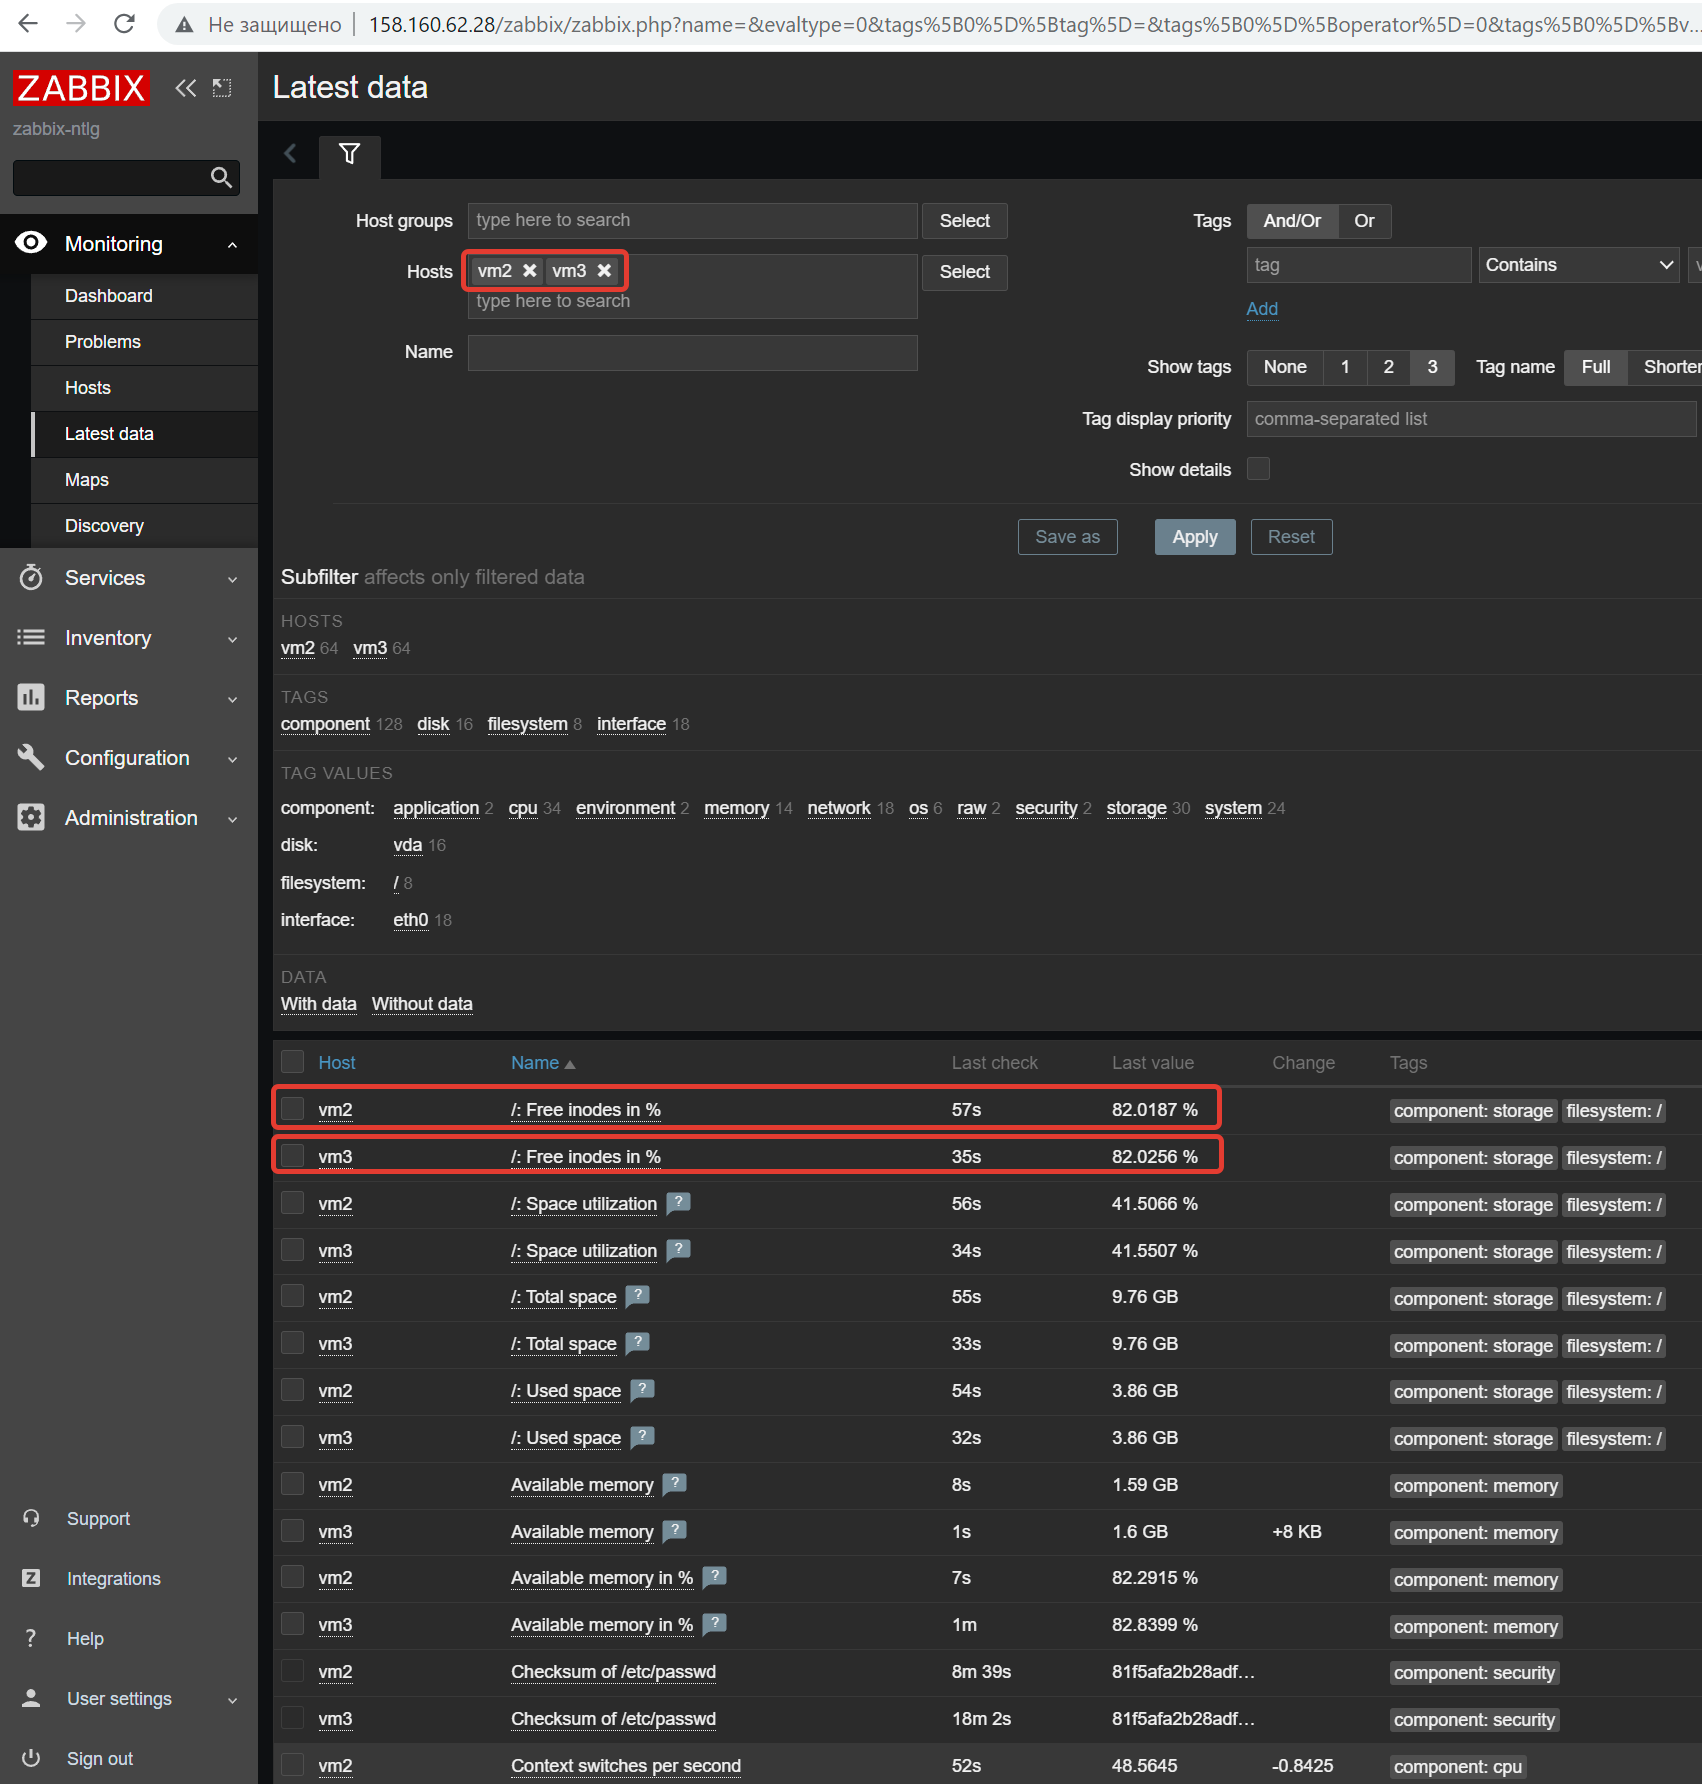 Не защищено | 158.160.62.28/zabbix/zabbix.php?name=&evaltype=0&tags%5B0%5D%5Btag%5D=&tags%5B0%5D%5Boperator%5D=0&tags%5B0%5D%5Bv...
ZABBIX
zabbix-ntlg
Monitoring
Dashboard
Problems
Hosts
Latest data
Maps
Discovery
Services
Inventory
Reports
Configuration
Administration
Support
Integrations
Help
User settings
Sign out
Latest data
Host groups type here to search Select
Hosts vm2 vm3 type here to search Select
Name
Tags And/Or Or
tag Contains v
Add
Show tags None 1 2 3 Tag name Full Shorten
Tag display priority comma-separated list
Show details
Save as Apply Reset
Subfilter affects only filtered data
HOSTS
vm2 64 vm3 64
TAGS
component 128 disk 16 filesystem 8 interface 18
TAG VALUES
component: application 2 cpu 34 environment 2 memory 14 network 18 os 6 raw 2 security 2 storage 30 system 24
disk: vda 16
filesystem: / 8
interface: eth0 18
DATA
With data Without data
Host Name Last check Last value Change Tags
vm2 /: Free inodes in % 57s 82.0187 % component: storage filesystem: /
vm3 /: Free inodes in % 35s 82.0256 % component: storage filesystem: /
vm2 /: Space utilization ? 56s 41.5066 % component: storage filesystem: /
vm3 /: Space utilization ? 34s 41.5507 % component: storage filesystem: /
vm2 /: Total space ? 55s 9.76 GB component: storage filesystem: /
vm3 /: Total space ? 33s 9.76 GB component: storage filesystem: /
vm2 /: Used space ? 54s 3.86 GB component: storage filesystem: /
vm3 /: Used space ? 32s 3.86 GB component: storage filesystem: /
vm2 Available memory ? 8s 1.59 GB component: memory
vm3 Available memory ? 1s 1.6 GB +8 KB component: memory
vm2 Available memory in % ? 7s 82.2915 % component: memory
vm3 Available memory in % ? 1m 82.8399 % component: memory
vm2 Checksum of /etc/passwd 8m 39s 81f5afa2b28adf... component: security
vm3 Checksum of /etc/passwd 18m 2s 81f5afa2b28adf... component: security
vm2 Context switches per second 52s 48.5645 -0.8425 component: cpu